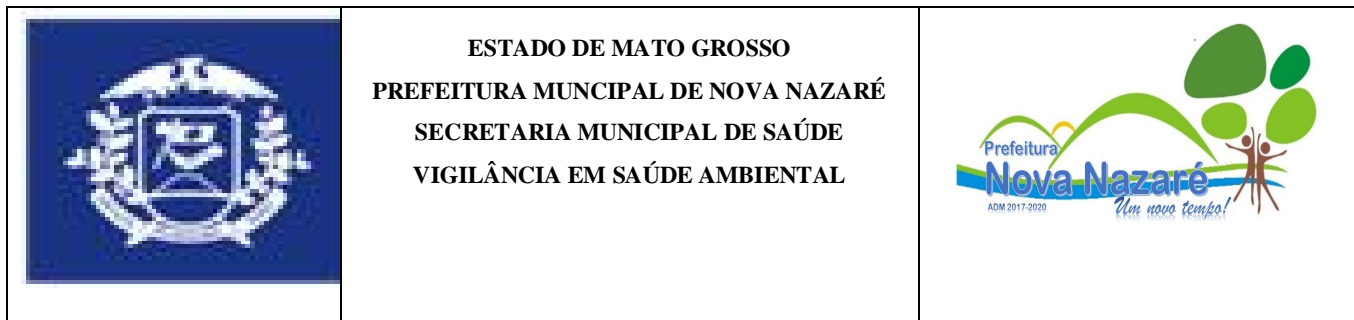 ESTADO DE MATO GROSSO
PREFEITURA MUNCIPAL DE NOVA NAZARÉ
SECRETARIA MUNICIPAL DE SAÚDE
VIGILÂNCIA EM SAÚDE AMBIENTAL
Prefeitura
Nova Nazaré
ADM 2017-2020
Um novo tempo!